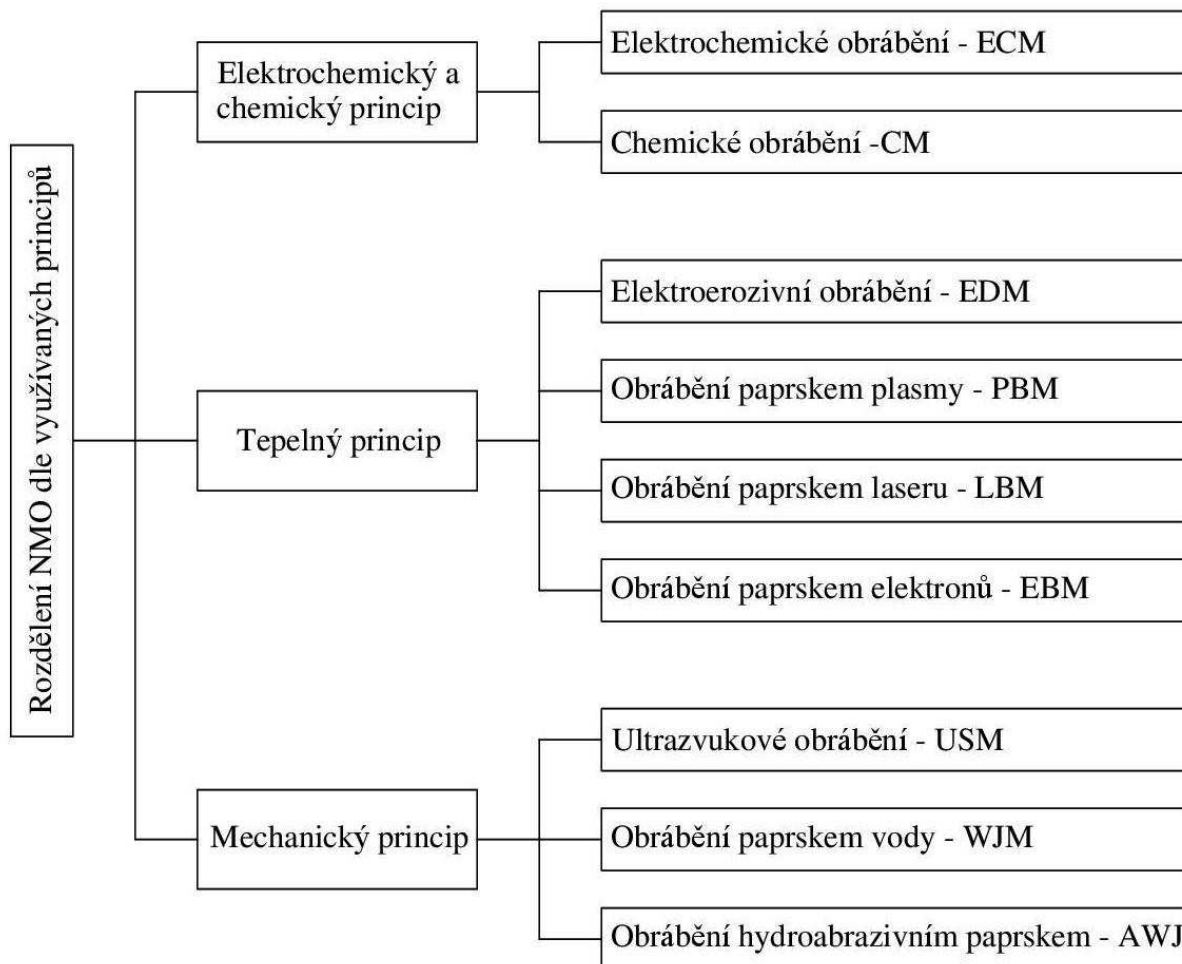 Rozdělení NMO dle využívaných principů
Elektrochemický a
chemický princip
Elektrochemické obrábění - ECM
Chemické obrábění -CM
Tepelný princip
Elektroerozivní obrábění - EDM
Obrábění paprskem plasmy - PBM
Obrábění paprskem laseru - LBM
Obrábění paprskem elektronů - EBM
Mechanický princip
Ultrazvukové obrábění - USM
Obrábění paprskem vody - WJM
Obrábění hydroabrazivním paprskem - AWJ